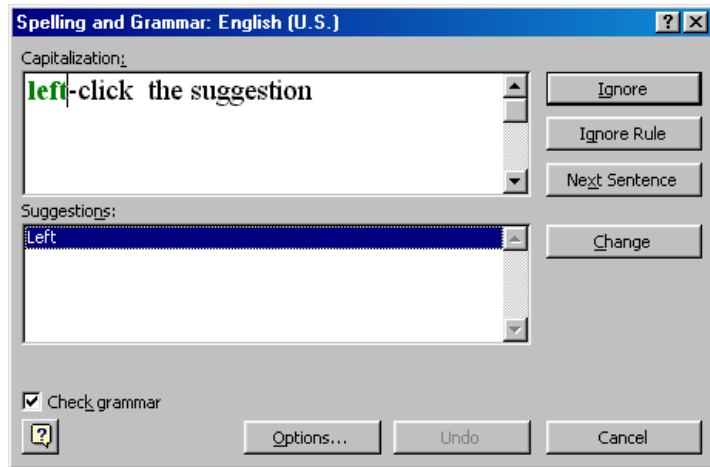 Spelling and Grammar: English (U.S.)
Capitalization:
left-click  the suggestion
Ignore
Ignore Rule
Next Sentence
Suggestions:
Left
Change
Check grammar
Options...
Undo
Cancel